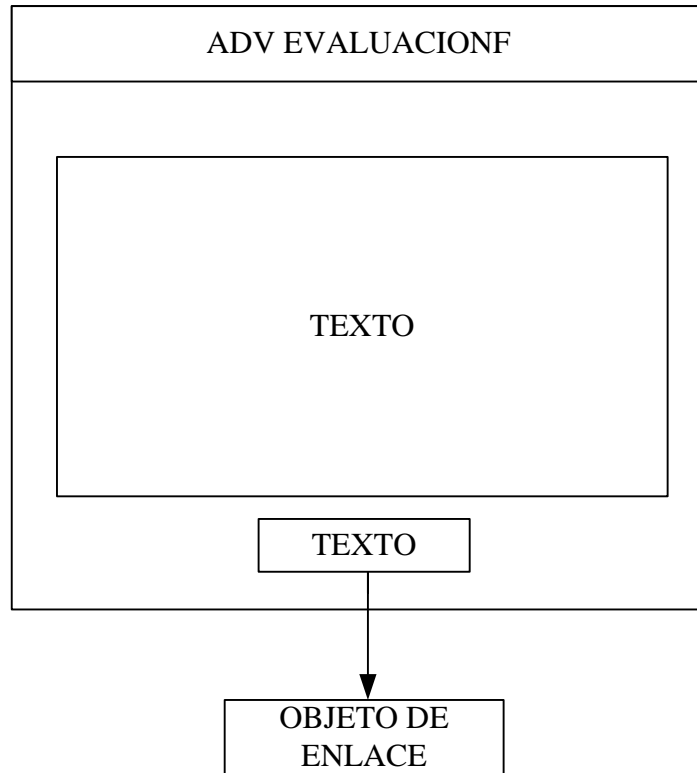 ADV EVALUACIONF
TEXTO
TEXTO
OBJETO DE
ENLACE